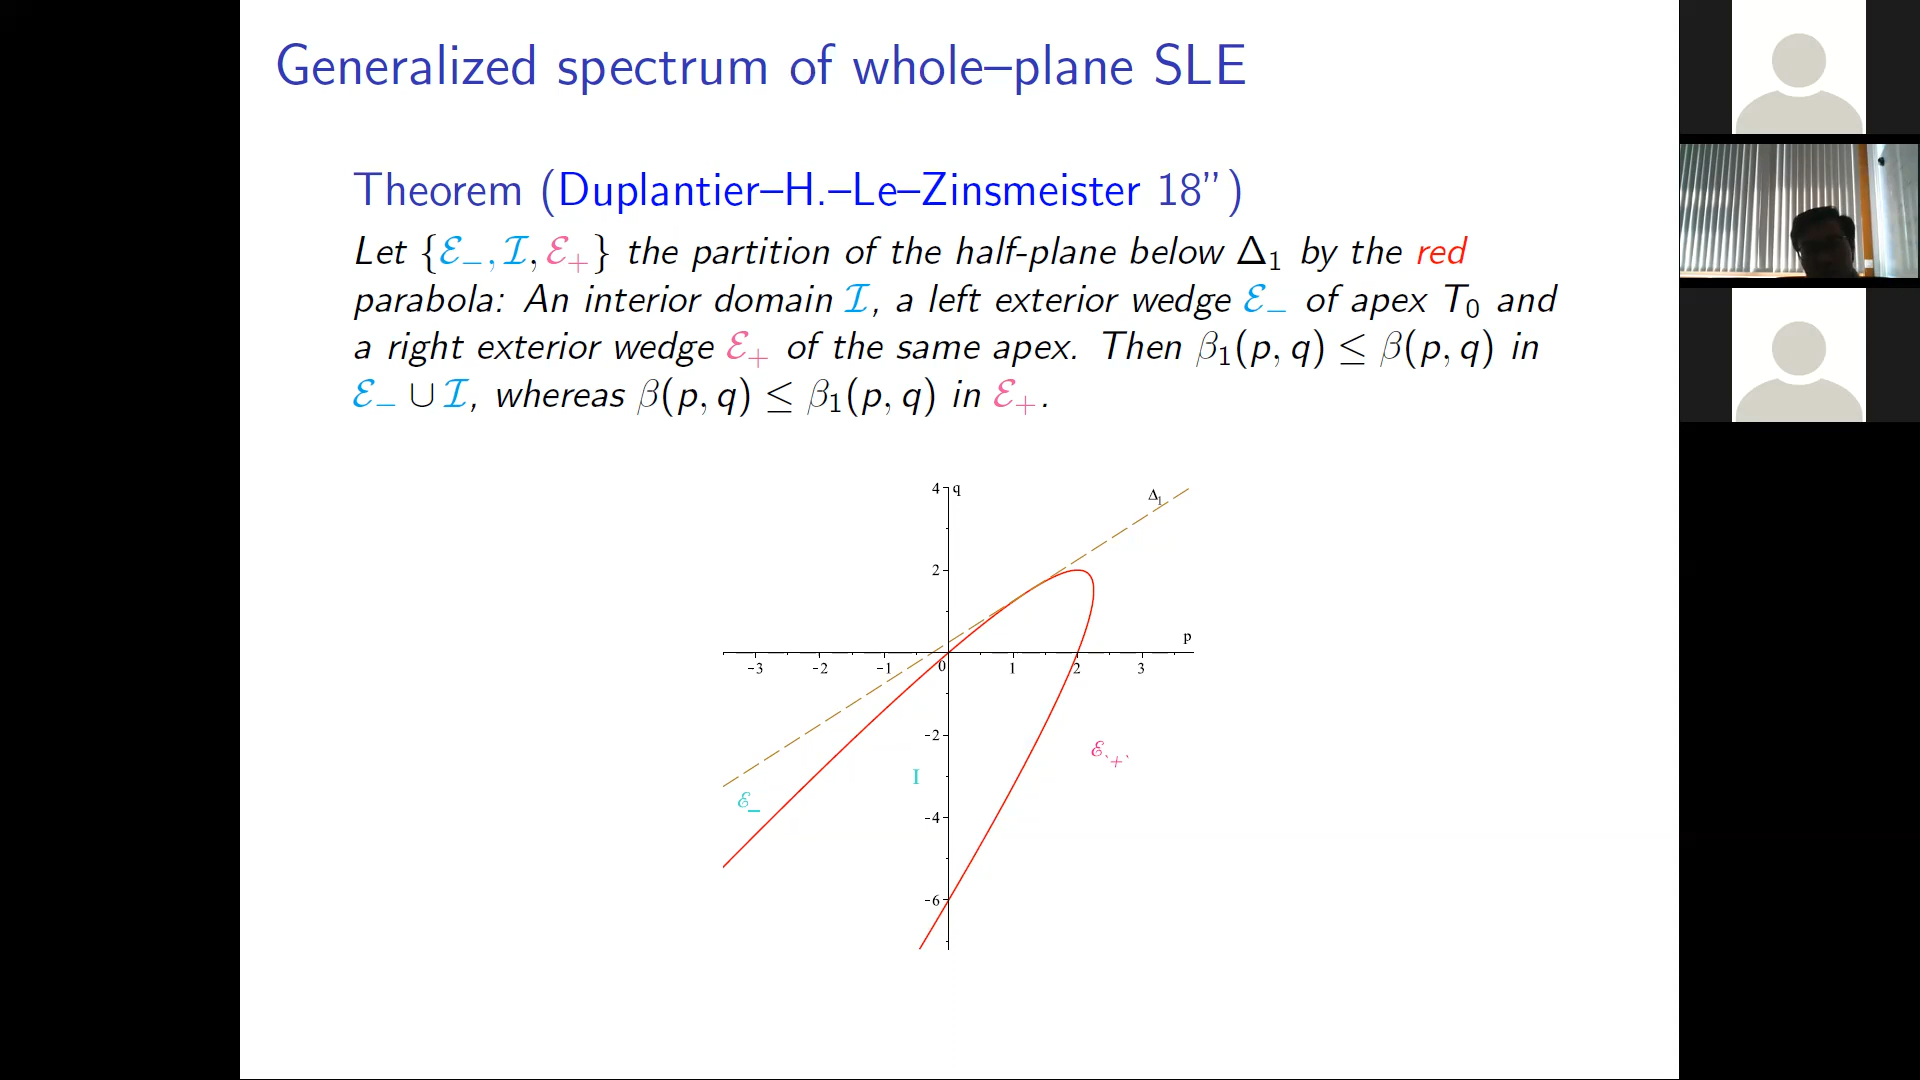 Generalized spectrum of whole–plane SLE
Theorem (Duplantier–H.–Le–Zinsmeister 18”)
Let {ℰ₋, ℐ, ℰ₊} the partition of the half-plane below Δ₁ by the red
parabola: An interior domain ℐ, a left exterior wedge ℰ₋ of apex T₀ and
a right exterior wedge ℰ₊ of the same apex. Then β₁(p, q) ≤ β(p, q) in
ℰ₋ ∪ ℐ, whereas β(p, q) ≤ β₁(p, q) in ℰ₊.
4 q
Δ₁
2
p
-3 -2 -1 0 1 2 3
-2
ℰ`₊`
I
ℰ₋
-4
-6